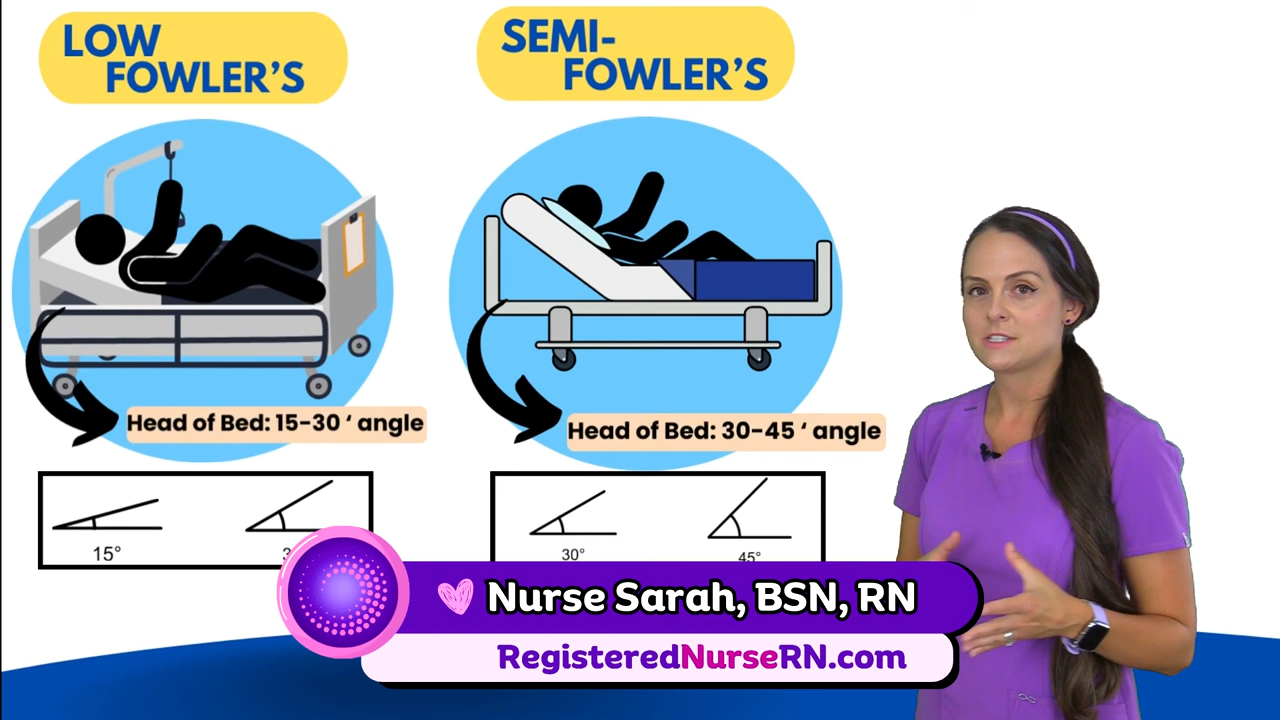 LOW
FOWLER'S
SEMI-
FOWLER'S
Head of Bed: 15-30 ‘ angle
Head of Bed: 30-45 ‘ angle
15°
30°
45°
Nurse Sarah, BSN, RN
RegisteredNurseRN.com